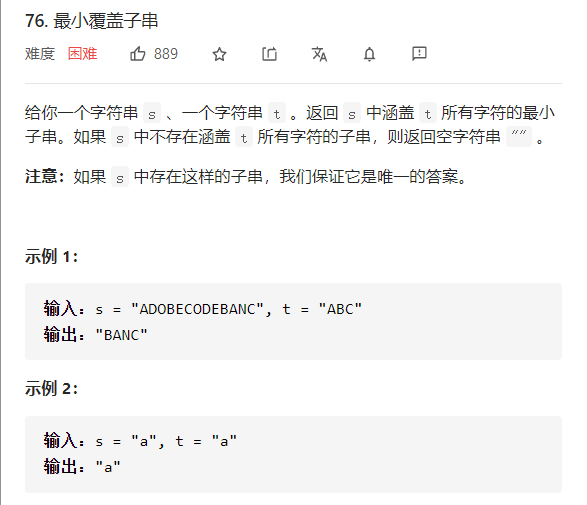 76. 最小覆盖子串
难度 困难 889
给你一个字符串 s 、一个字符串 t 。返回 s 中涵盖 t 所有字符的最小
子串。如果 s 中不存在涵盖 t 所有字符的子串，则返回空字符串 "" 。
注意：如果 s 中存在这样的子串，我们保证它是唯一的答案。
示例 1：
输入：s = "ADOBECODEBANC", t = "ABC"
输出："BANC"
示例 2：
输入：s = "a", t = "a"
输出："a"